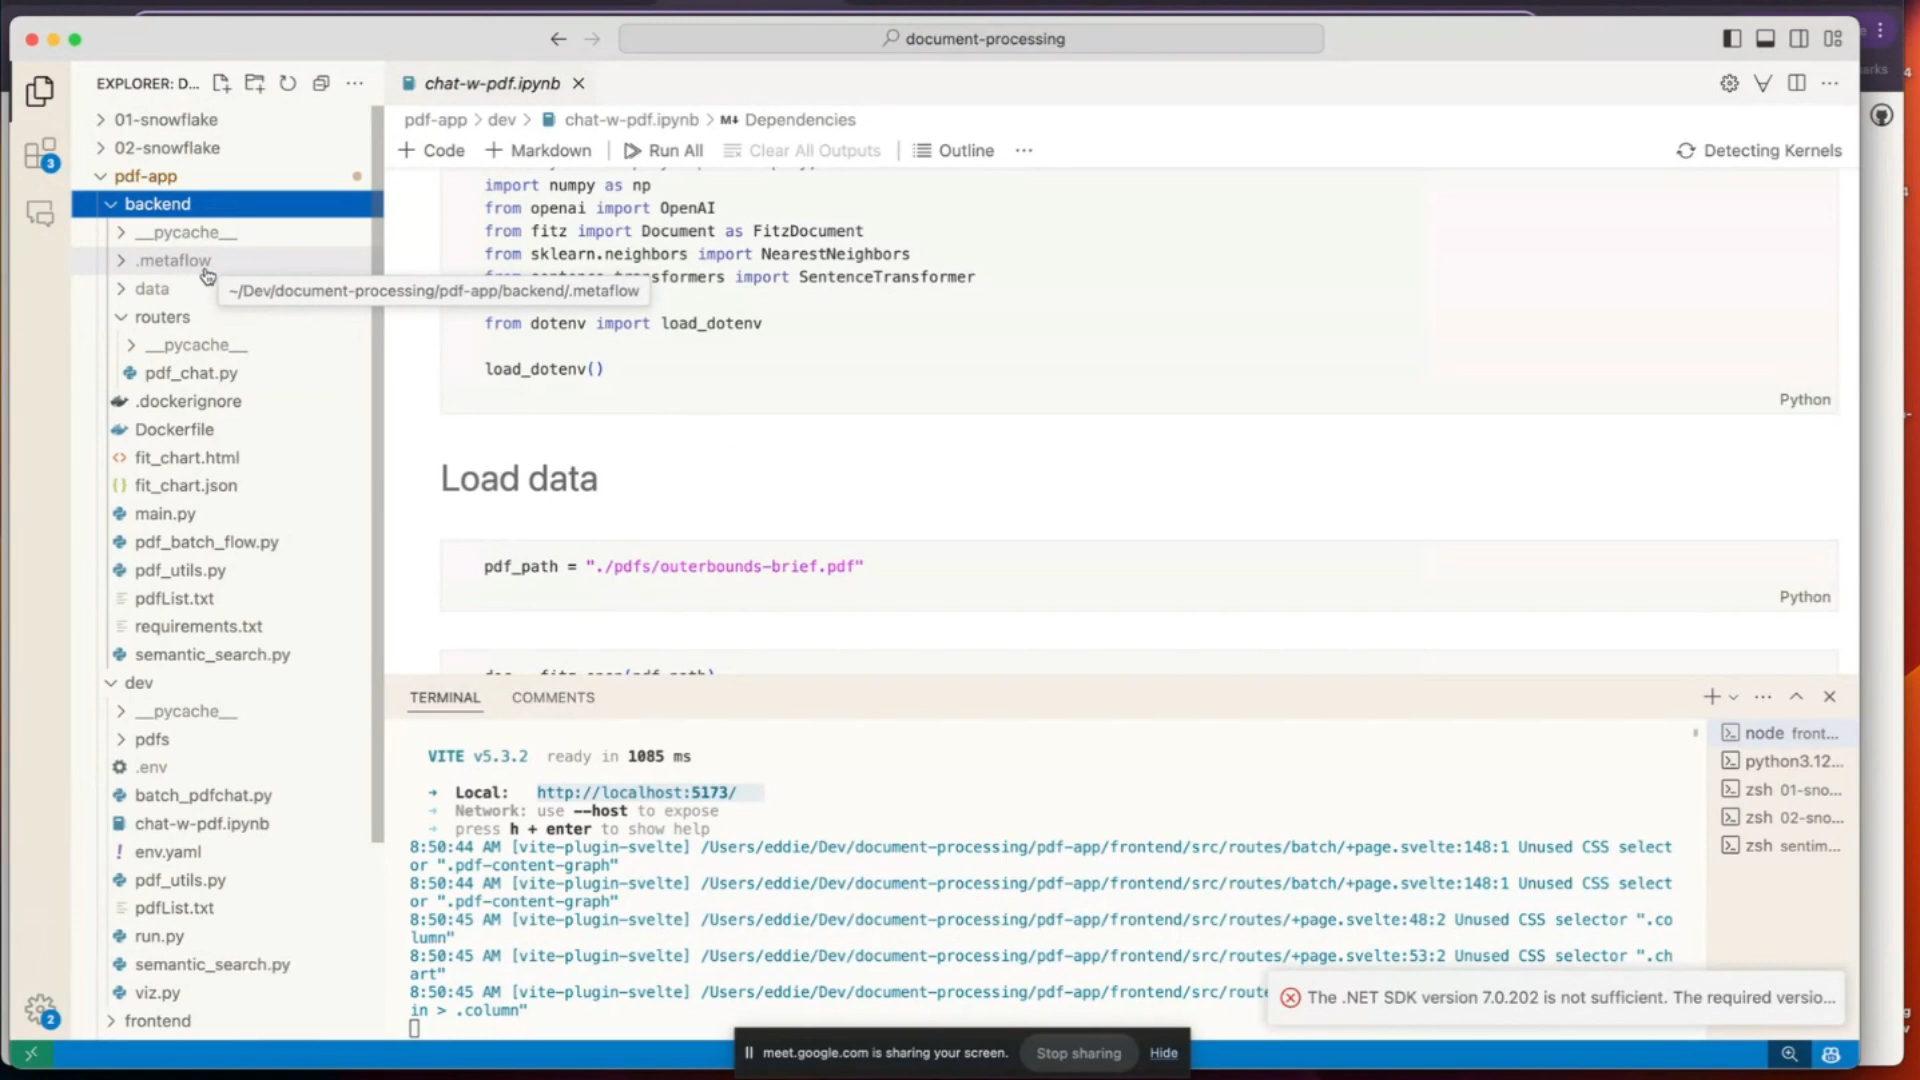 document-processing
EXPLORER: D...
chat-w-pdf.ipynb
pdf-app > dev > chat-w-pdf.ipynb > M↓ Dependencies
+ Code + Markdown Run All Clear All Outputs Outline ...
Detecting Kernels
01-snowflake
02-snowflake
pdf-app
backend
__pycache__
.metaflow
data
routers
__pycache__
pdf_chat.py
.dockerignore
Dockerfile
fit_chart.html
fit_chart.json
main.py
pdf_batch_flow.py
pdf_utils.py
pdfList.txt
requirements.txt
semantic_search.py
dev
__pycache__
pdfs
.env
batch_pdfchat.py
chat-w-pdf.ipynb
env.yaml
pdf_utils.py
pdfList.txt
run.py
semantic_search.py
viz.py
frontend
3
2
~/Dev/document-processing/pdf-app/backend/.metaflow
import numpy as np
from openai import OpenAI
from fitz import Document as FitzDocument
from sklearn.neighbors import NearestNeighbors
import SentenceTransformer
from dotenv import load_dotenv
load_dotenv()
Python
Load data
pdf_path = "./pdfs/outerbounds-brief.pdf"
Python
TERMINAL COMMENTS
VITE v5.3.2 ready in 1085 ms
➜ Local: http://localhost:5173/
➜ Network: use --host to expose
➜ press h + enter to show help
8:50:44 AM [vite-plugin-svelte] /Users/eddie/Dev/document-processing/pdf-app/frontend/src/routes/batch/+page.svelte:148:1 Unused CSS select
or ".pdf-content-graph"
8:50:44 AM [vite-plugin-svelte] /Users/eddie/Dev/document-processing/pdf-app/frontend/src/routes/batch/+page.svelte:148:1 Unused CSS select
or ".pdf-content-graph"
8:50:45 AM [vite-plugin-svelte] /Users/eddie/Dev/document-processing/pdf-app/frontend/src/routes/+page.svelte:48:2 Unused CSS selector ".co
lumn"
8:50:45 AM [vite-plugin-svelte] /Users/eddie/Dev/document-processing/pdf-app/frontend/src/routes/+page.svelte:53:2 Unused CSS selector ".ch
art"
8:50:45 AM [vite-plugin-svelte] /Users/eddie/Dev/document-processing/pdf-app/frontend/src/route
in > .column"
node front...
python3.12...
zsh 01-sno...
zsh 02-sno...
zsh sentim...
The .NET SDK version 7.0.202 is not sufficient. The required versio...
meet.google.com is sharing your screen. Stop sharing Hide